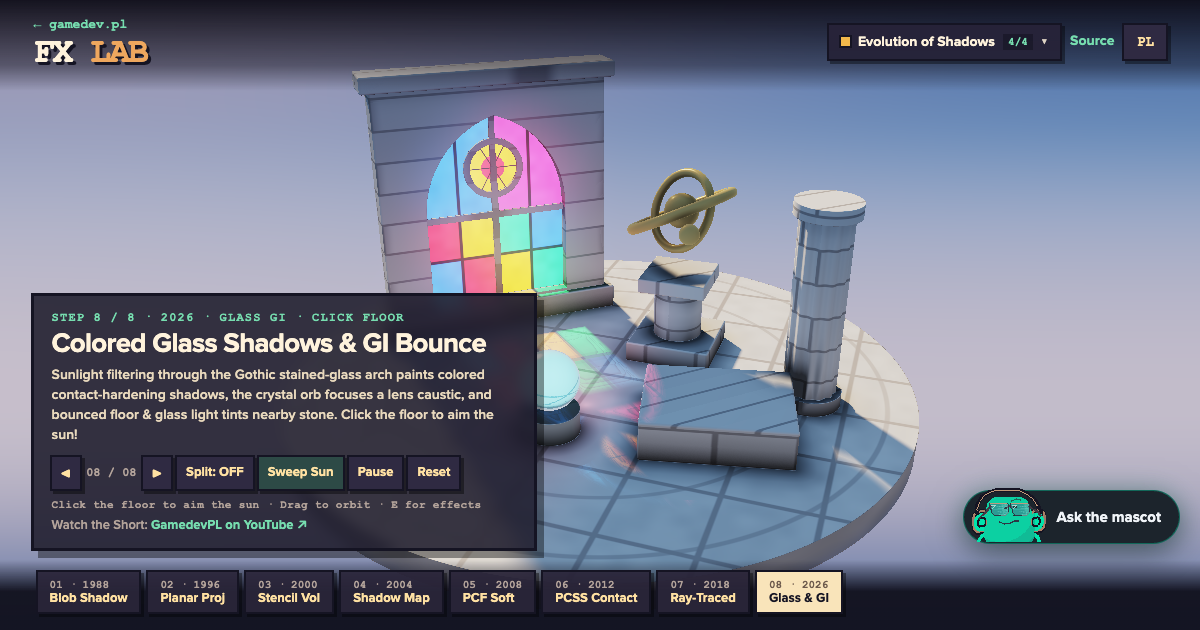 ← gamedev.pl
FX LAB
Evolution of Shadows 4/4 ▼
Source
PL
STEP 8 / 8 · 2026 · GLASS GI · CLICK FLOOR
Colored Glass Shadows & GI Bounce
Sunlight filtering through the Gothic stained-glass arch paints colored
contact-hardening shadows, the crystal orb focuses a lens caustic, and
bounced floor & glass light tints nearby stone. Click the floor to aim the
sun!
◀ 08 / 08 ▶ Split: OFF Sweep Sun Pause Reset
Click the floor to aim the sun · Drag to orbit · E for effects
Watch the Short: GamedevPL on YouTube ↗
Ask the mascot
01 · 1988
Blob Shadow
02 · 1996
Planar Proj
03 · 2000
Stencil Vol
04 · 2004
Shadow Map
05 · 2008
PCF Soft
06 · 2012
PCSS Contact
07 · 2018
Ray-Traced
08 · 2026
Glass & GI